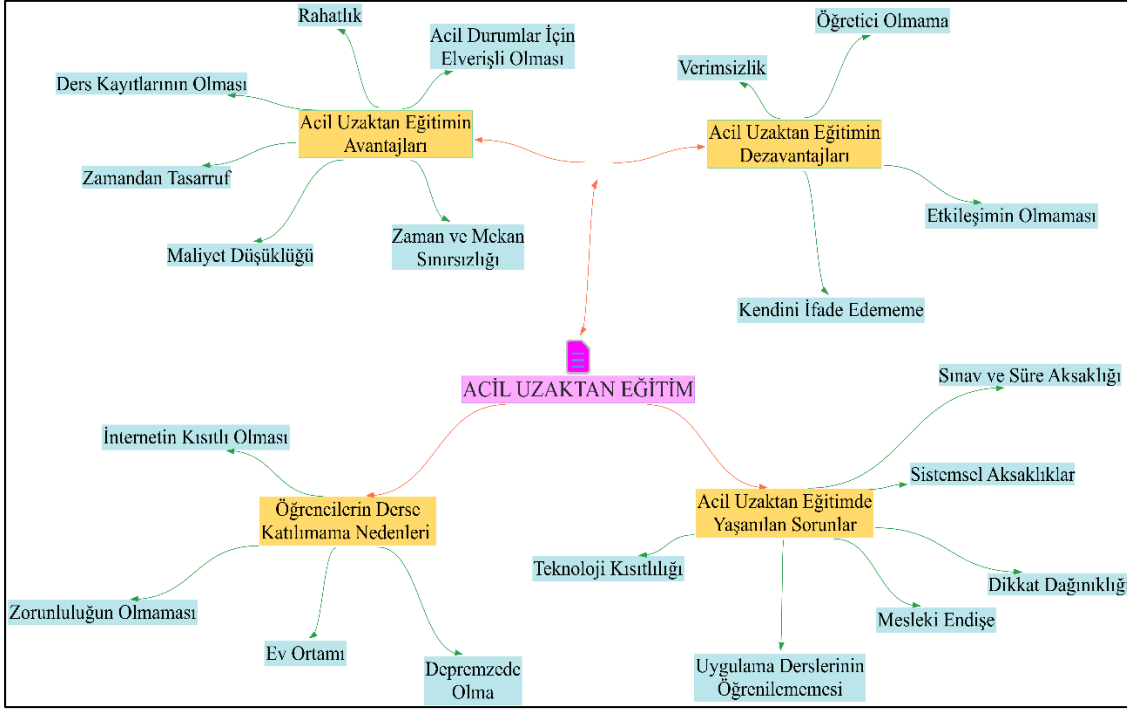 Rahatlık
Acil Durumlar İçin
Elverişli Olması
Ders Kayıtlarının Olması
Acil Uzaktan Eğitimin
Avantajları
Zamandan Tasarruf
Maliyet Düşüklüğü
Zaman ve Mekan
Sınırsızlığı
Öğretici Olmama
Verimsizlik
Acil Uzaktan Eğitimin
Dezavantajları
Etkileşimin Olmaması
Kendini İfade Edememe
ACİL UZAKTAN EĞİTİM
İnternetin Kısıtlı Olması
Öğrencilerin Derse
Katılımama Nedenleri
Zorunluluğun Olmaması
Ev Ortamı
Depremzede
Olma
Sınav ve Süre Aksaklığı
Sistemsel Aksaklıklar
Acil Uzaktan Eğitimde
Yaşanılan Sorunlar
Teknoloji Kısıtlılığı
Dikkat Dağınıklığı
Mesleki Endişe
Uygulama Derslerinin
Öğrenilememesi